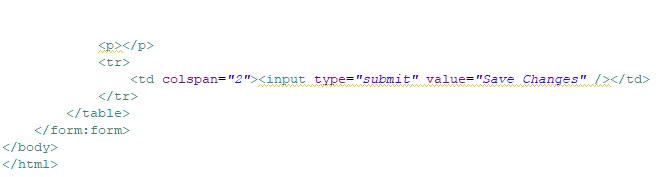 <p></p>
<tr>
<td colspan="2"><input type="submit" value="Save Changes" /></td>
</tr>
</table>
</form:form>
</body>
</html>